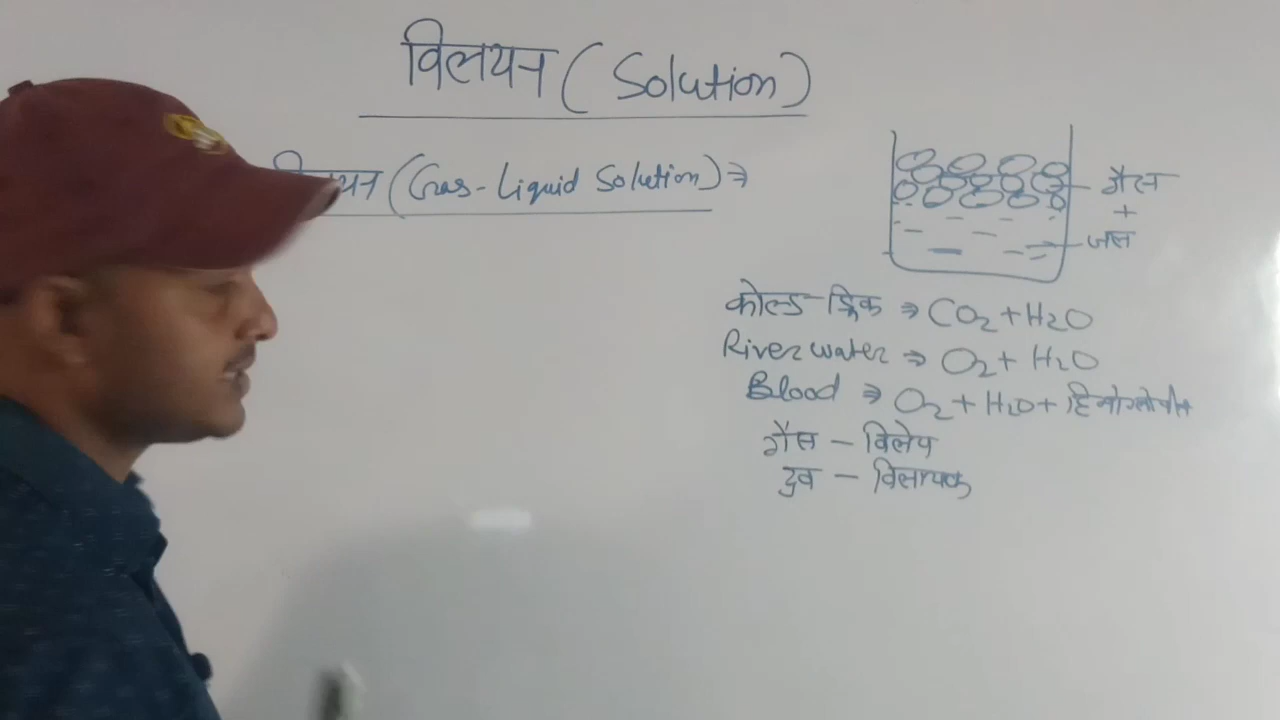 विलयन (Solution)
यन (Gas-Liquid Solution) ⇒
गैस
+
जल
कोल्ड-ड्रिंक ⇒ CO2 + H2O
River water ⇒ O2 + H2O
Blood ⇒ O2 + H2O + हिमोग्लोबीन
गैस - विलेय
द्रव - विलायक